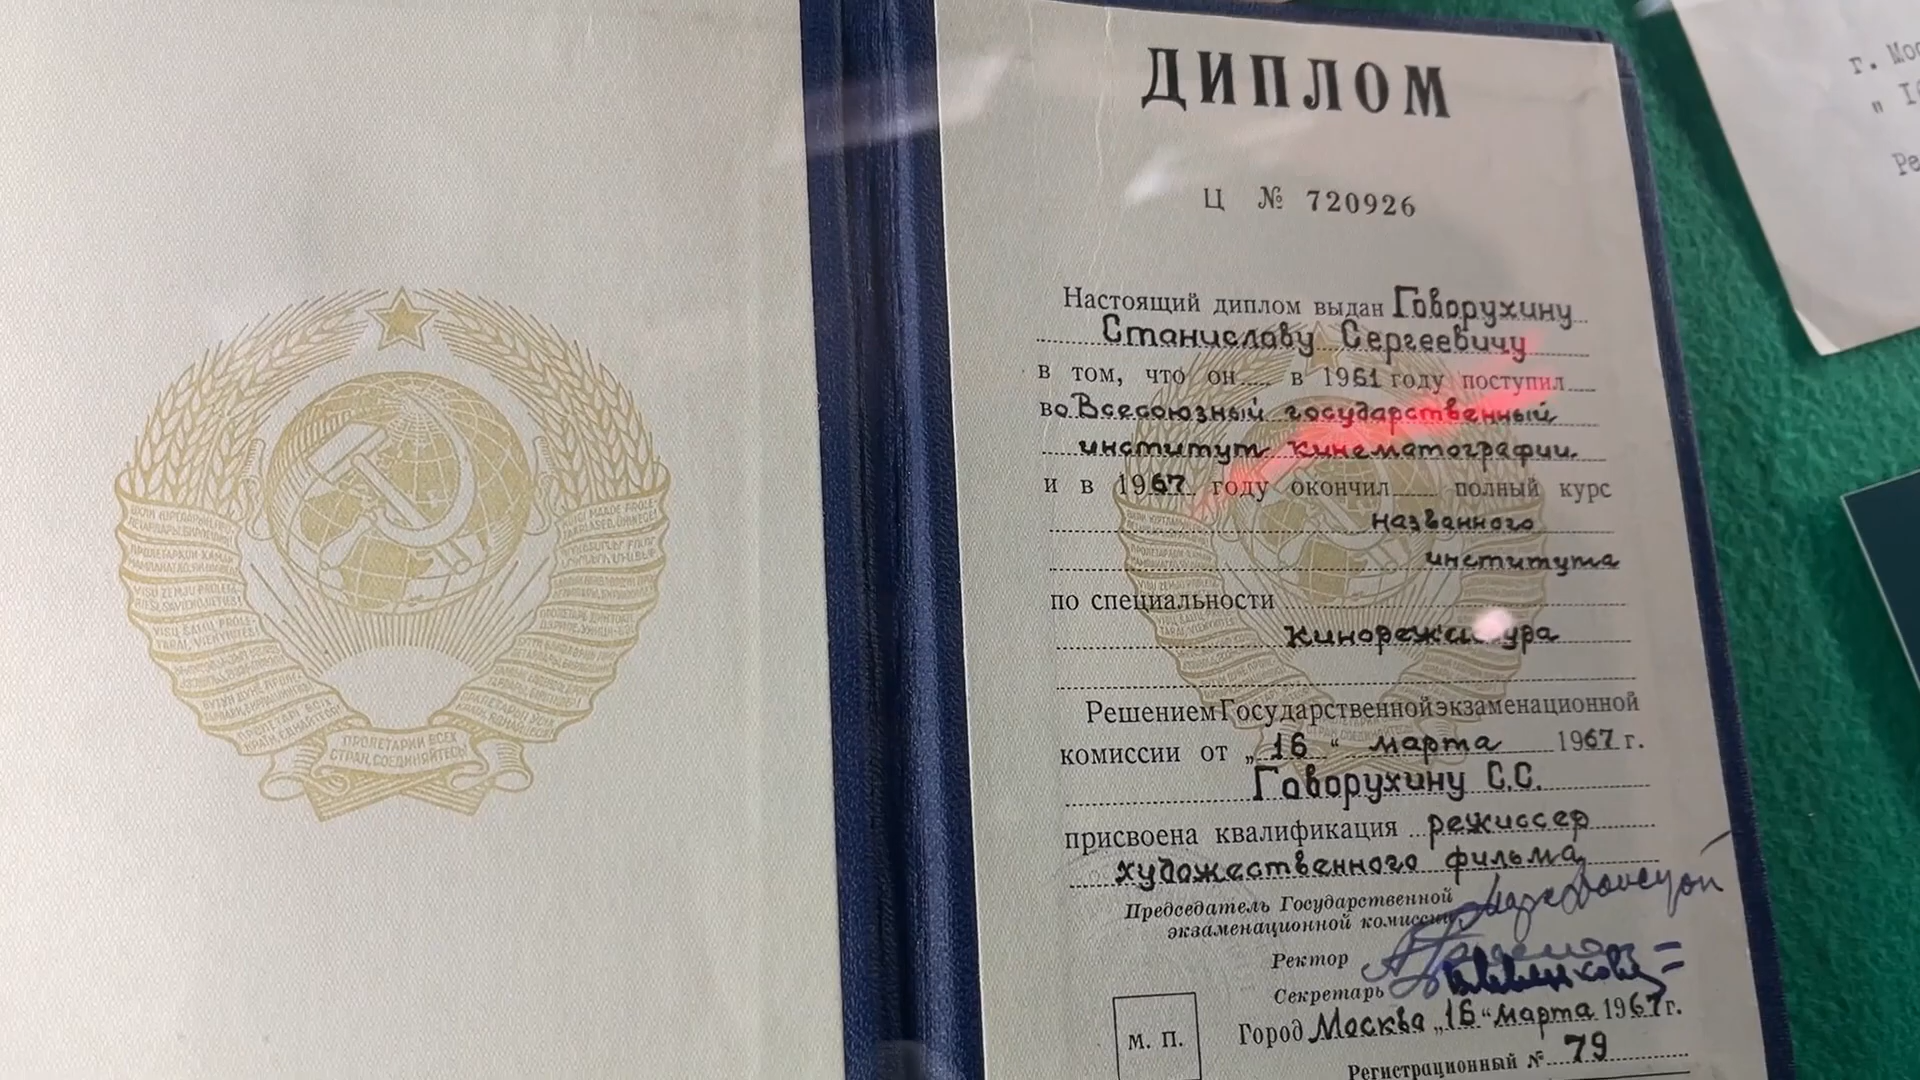 ПРОЛЕТАРИИ ВСЕХ
СТРАН, СОЕДИНЯЙТЕСЬ!
ДИПЛОМ
Ц № 720926
Настоящий диплом выдан Говорухину
Станиславу Сергеевичу
в том, что он в 1961 году поступил
во Всесоюзный государственный
институт кинематографии
и в 1967 году окончил полный курс
названного
института
по специальности
кинорежиссура
Решением Государственной экзаменационной
комиссии от „16“ марта 1967 г.
Говорухину С.С.
присвоена квалификация режиссер
художественного фильма
Председатель Государственной
экзаменационной комиссии
Ректор
Секретарь
М. П.
Город Москва „16“ марта 1967 г.
Регистрационный № 79
г. Мос
Ре